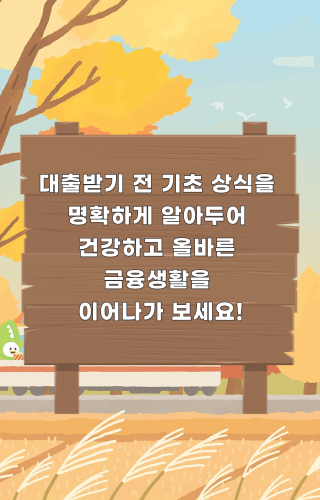 대출받기 전 기초 상식을
명확하게 알아두어
건강하고 올바른
금융생활을
이어나가 보세요!